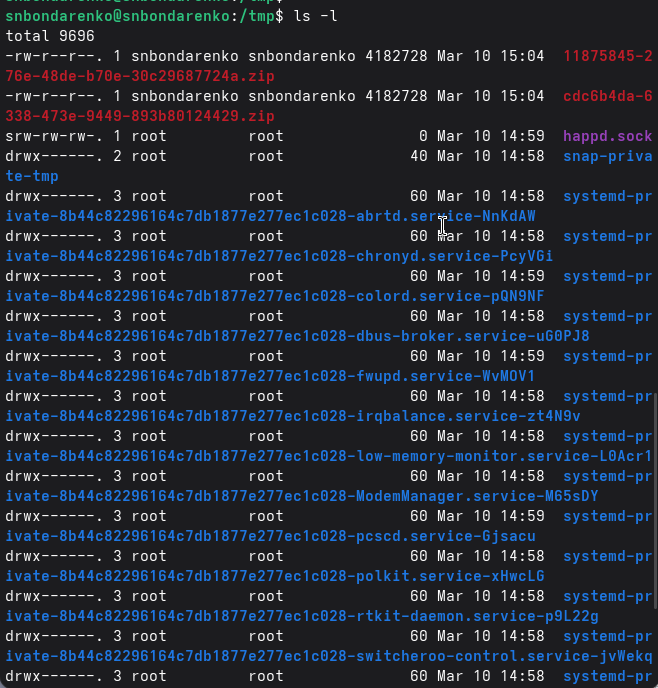 snbondarenko@snbondarenko:/tmp$ ls -l
total 9696
-rw-r--r--. 1 snbondarenko snbondarenko 4182728 Mar 10 15:04  11875845-2
76e-48de-b70e-30c29687724a.zip
-rw-r--r--. 1 snbondarenko snbondarenko 4182728 Mar 10 15:04  cdc6b4da-6
338-473e-9449-893b80124429.zip
srw-rw-rw-. 1 root         root               0 Mar 10 14:59  happd.sock
drwx------. 2 root         root              40 Mar 10 14:58  snap-priva
te-tmp
drwx------. 3 root         root              60 Mar 10 14:58  systemd-pr
ivate-8b44c82296164c7db1877e277ec1c028-abrtd.service-NnKdAW
drwx------. 3 root         root              60 Mar 10 14:58  systemd-pr
ivate-8b44c82296164c7db1877e277ec1c028-chronyd.service-PcyVGi
drwx------. 3 root         root              60 Mar 10 14:59  systemd-pr
ivate-8b44c82296164c7db1877e277ec1c028-colord.service-pQN9NF
drwx------. 3 root         root              60 Mar 10 14:58  systemd-pr
ivate-8b44c82296164c7db1877e277ec1c028-dbus-broker.service-uG0PJ8
drwx------. 3 root         root              60 Mar 10 14:59  systemd-pr
ivate-8b44c82296164c7db1877e277ec1c028-fwupd.service-WvMOV1
drwx------. 3 root         root              60 Mar 10 14:58  systemd-pr
ivate-8b44c82296164c7db1877e277ec1c028-irqbalance.service-zt4N9v
drwx------. 3 root         root              60 Mar 10 14:58  systemd-pr
ivate-8b44c82296164c7db1877e277ec1c028-low-memory-monitor.service-L0Acr1
drwx------. 3 root         root              60 Mar 10 14:58  systemd-pr
ivate-8b44c82296164c7db1877e277ec1c028-ModemManager.service-M65sDY
drwx------. 3 root         root              60 Mar 10 14:59  systemd-pr
ivate-8b44c82296164c7db1877e277ec1c028-pcscd.service-Gjsacu
drwx------. 3 root         root              60 Mar 10 14:58  systemd-pr
ivate-8b44c82296164c7db1877e277ec1c028-polkit.service-xHwcLG
drwx------. 3 root         root              60 Mar 10 14:58  systemd-pr
ivate-8b44c82296164c7db1877e277ec1c028-rtkit-daemon.service-p9L22g
drwx------. 3 root         root              60 Mar 10 14:58  systemd-pr
ivate-8b44c82296164c7db1877e277ec1c028-switcheroo-control.service-jvWekq
drwx------. 3 root         root              60 Mar 10 14:58  systemd-pr